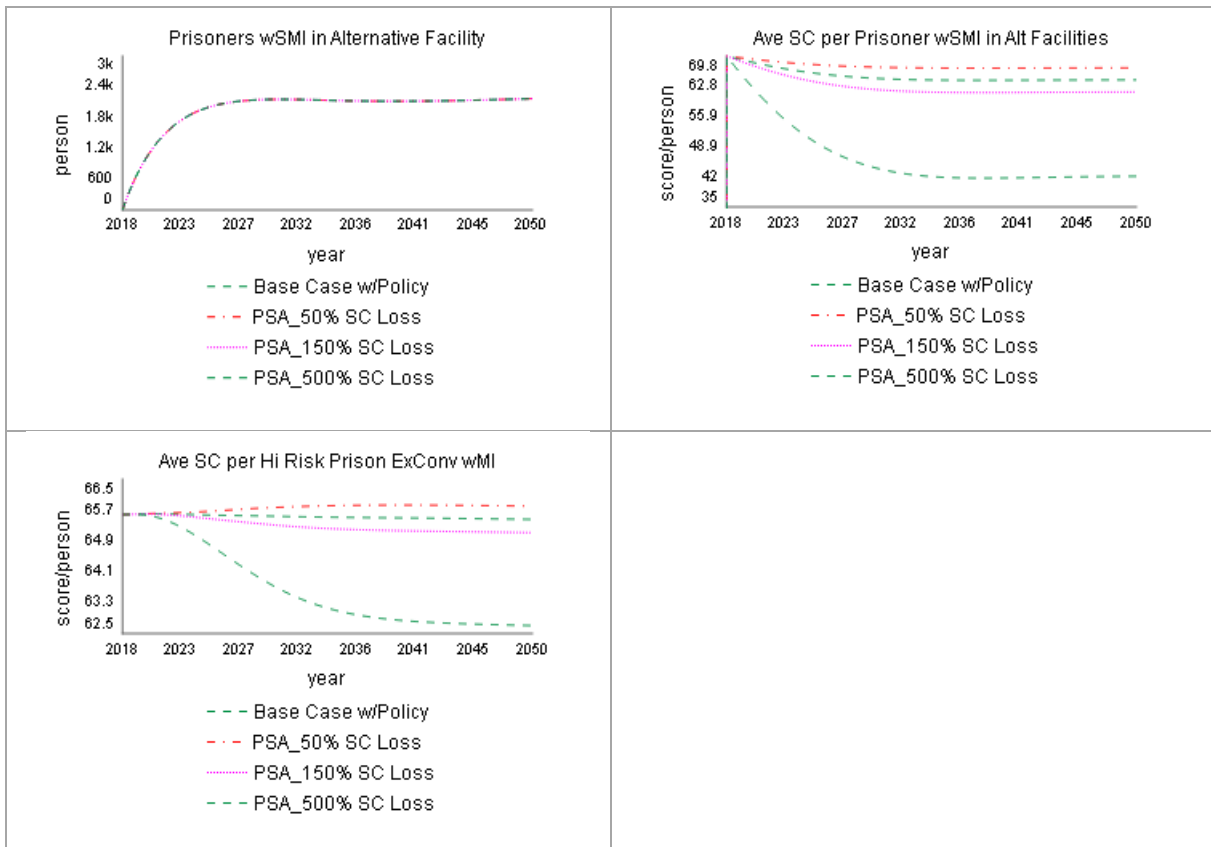 Prisoners wSMI in Alternative Facility
3k
2.4k
1.8k
1.2k
600
0
person
2018 2023 2027 2032 2036 2041 2045 2050
year
Base Case w/Policy
PSA_50% SC Loss
PSA_150% SC Loss
PSA_500% SC Loss
Ave SC per Prisoner wSMI in Alt Facilities
69.8
62.8
55.9
48.9
42
35
score/person
2018 2023 2027 2032 2036 2041 2045 2050
year
Base Case w/Policy
PSA_50% SC Loss
PSA_150% SC Loss
PSA_500% SC Loss
Ave SC per Hi Risk Prison ExConv wMI
66.5
65.7
64.9
64.1
63.3
62.5
score/person
2018 2023 2027 2032 2036 2041 2045 2050
year
Base Case w/Policy
PSA_50% SC Loss
PSA_150% SC Loss
PSA_500% SC Loss